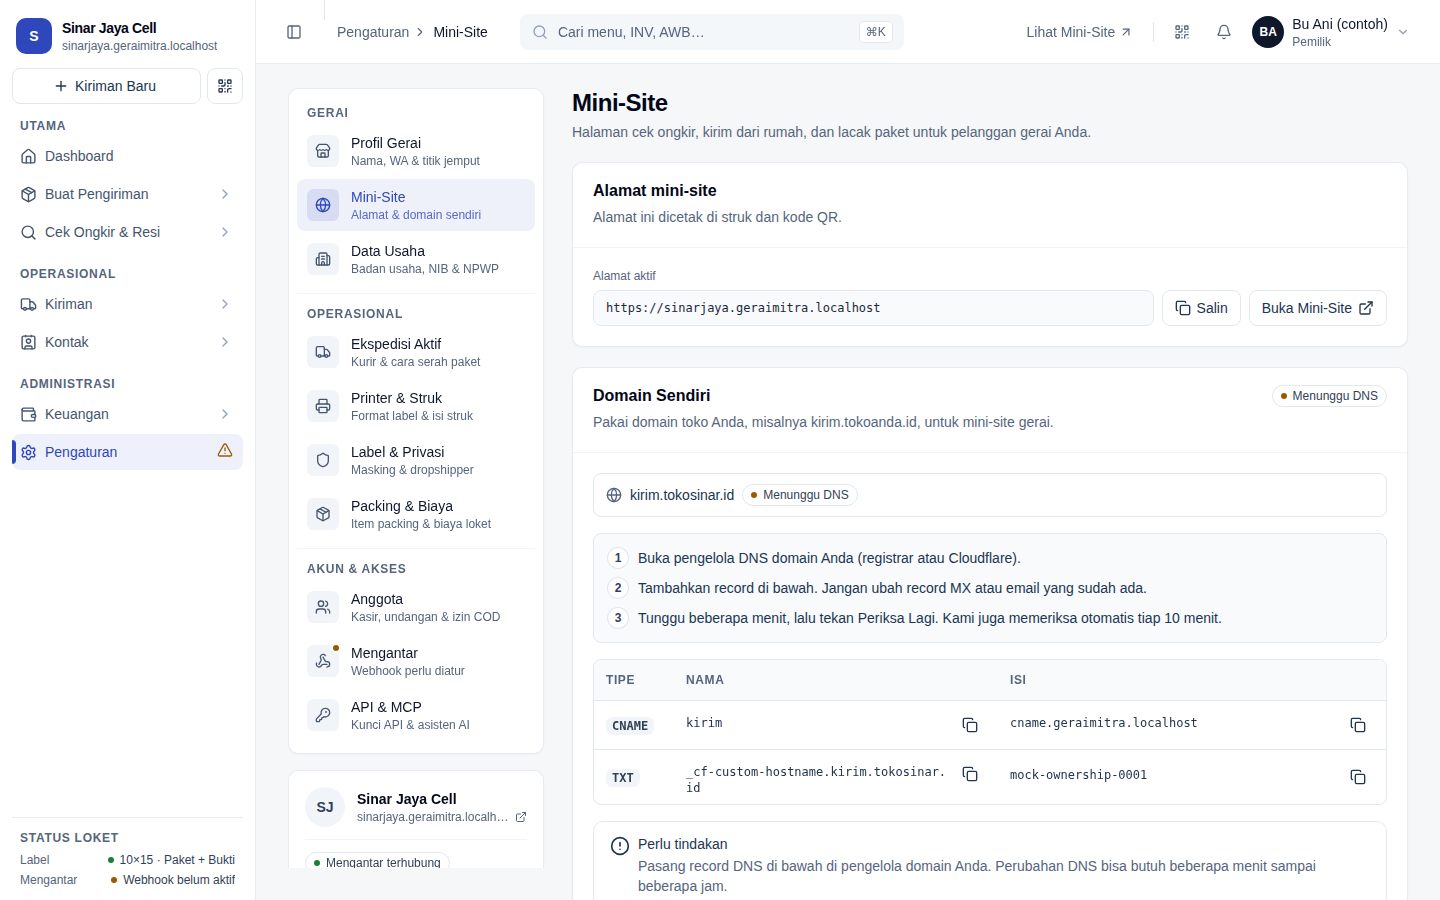 S
Sinar Jaya Cell
sinarjaya.geraimitra.localhost
Kiriman Baru
UTAMA
Dashboard
Buat Pengiriman
Cek Ongkir & Resi
OPERASIONAL
Kiriman
Kontak
ADMINISTRASI
Keuangan
Pengaturan
STATUS LOKET
Label
10×15 · Paket + Bukti
Mengantar
Webhook belum aktif
Pengaturan
Mini-Site
Cari menu, INV, AWB…
⌘K
Lihat Mini-Site
BA
Bu Ani (contoh)
Pemilik
GERAI
Profil Gerai
Nama, WA & titik jemput
Mini-Site
Alamat & domain sendiri
Data Usaha
Badan usaha, NIB & NPWP
OPERASIONAL
Ekspedisi Aktif
Kurir & cara serah paket
Printer & Struk
Format label & isi struk
Label & Privasi
Masking & dropshipper
Packing & Biaya
Item packing & biaya loket
AKUN & AKSES
Anggota
Kasir, undangan & izin COD
Mengantar
Webhook perlu diatur
API & MCP
Kunci API & asisten AI
SJ
Sinar Jaya Cell
sinarjaya.geraimitra.localh…
Mengantar terhubung
Mini-Site
Halaman cek ongkir, kirim dari rumah, dan lacak paket untuk pelanggan gerai Anda.
Alamat mini-site
Alamat ini dicetak di struk dan kode QR.
Alamat aktif
https://sinarjaya.geraimitra.localhost
Salin
Buka Mini-Site
Domain Sendiri
Menunggu DNS
Pakai domain toko Anda, misalnya kirim.tokoanda.id, untuk mini-site gerai.
kirim.tokosinar.id
Menunggu DNS
1 Buka pengelola DNS domain Anda (registrar atau Cloudflare).
2 Tambahkan record di bawah. Jangan ubah record MX atau email yang sudah ada.
3 Tunggu beberapa menit, lalu tekan Periksa Lagi. Kami juga memeriksa otomatis tiap 10 menit.
TIPE NAMA ISI
CNAME kirim cname.geraimitra.localhost
TXT _cf-custom-hostname.kirim.tokosinar.
id
mock-ownership-0001
Perlu tindakan
Pasang record DNS di bawah di pengelola domain Anda. Perubahan DNS bisa butuh beberapa menit sampai
beberapa jam.